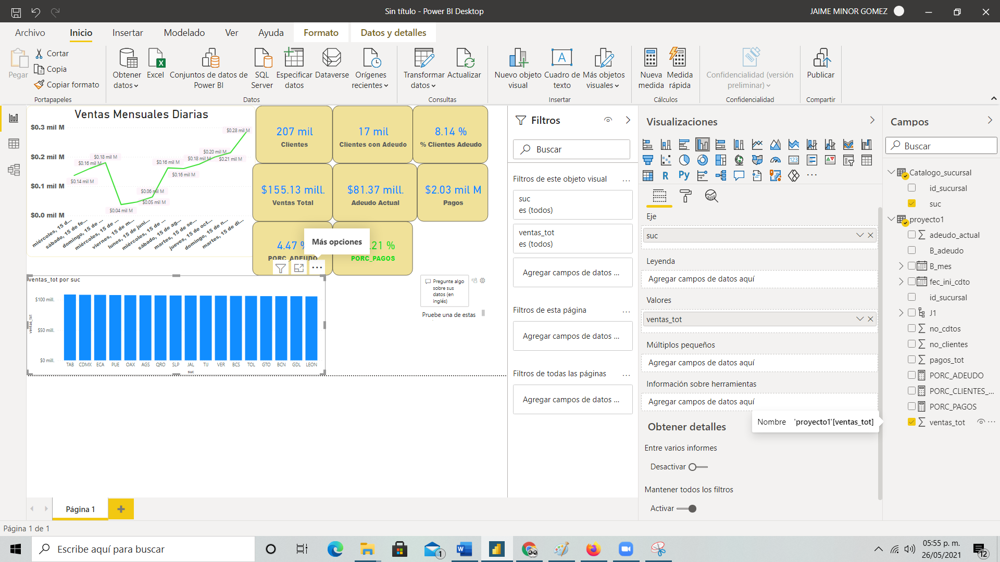 Sin título - Power BI Desktop
JAIME MINOR GOMEZ
Archivo Inicio Insertar Modelado Ver Ayuda Formato Datos y detalles
Pegar
Cortar
Copia
Copiar formato
Portapapeles
Obtener datos
Excel
Conjuntos de datos de Power BI
SQL Server
Especificar datos
Dataverse
Orígenes recientes
Datos
Transformar datos
Actualizar
Consultas
Nuevo objeto visual
Cuadro de texto
A
Más objetos visuales
Insertar
Nueva medida
Medida rápida
Cálculos
Confidencialidad (versión preliminar)
Confidencialidad
Publicar
Compartir
Ventas Mensuales Diarias
$0.3 mil M
$0.2 mil M
$0.1 mil M
$0.0 mil M
$0.14 mil M
$0.16 mil M
$0.18 mil M
$0.04 mil M
$0.06 mil M
$0.05 mil M
$0.16 mil M
$0.16 mil M
$0.18 mil M
$0.20 mil M
$0.21 mil M
$0.28 mil M
miércoles, 15 d...
sábado, 15 de fe...
domingo, 15 de ...
miércoles, 15 de ...
viernes, 15 de m...
lunes, 15 de juni...
miércoles, 15 de ...
sábado, 15 de ag...
martes, 15 de se...
jueves, 15 de oct...
domingo, 15 de n...
martes, 15 de di...
207 mil
Clientes
17 mil
Clientes con Adeudo
8.14 %
% Clientes Adeudo
$155.13 mill.
Ventas Total
$81.37 mill.
Adeudo Actual
$2.03 mil M
Pagos
4.47 %
PORC_ADEUDO
.21 %
PORC_PAGOS
Más opciones
ventas_tot por suc
$100 mill.
$50 mill.
$0 mill.
ventas_tot
TAB CDMX ECA PUE OAX AGS QRO SLP JAL TIJ VER BCS TOL GTO BCN GDL LEON
suc
Pregunte algo
sobre sus
datos (en
inglés)
Pruebe una de estas
Filtros
Buscar
Filtros de este objeto visual ...
suc
es (todos)
ventas_tot
es (todos)
Agregar campos de datos ...
Filtros de esta página ...
Agregar campos de datos ...
Filtros de todas las páginas ...
Agregar campos de datos ...
Visualizaciones
123
R
Py
...
Eje
suc
Leyenda
Agregar campos de datos aquí
Valores
ventas_tot
Múltiplos pequeños
Agregar campos de datos aquí
Información sobre herramientas
Agregar campos de datos aquí
Nombre 'proyecto1'[ventas_tot]
Obtener detalles
Entre varios informes
Desactivar
Mantener todos los filtros
Activar
Campos
Buscar
Catalogo_sucursal
id_sucursal
suc
proyecto1
∑ adeudo_actual
B_adeudo
B_mes
fec_ini_cdto
id_sucursal
J1
∑ no_cdtos
∑ no_clientes
∑ pagos_tot
PORC_ADEUDO
PORC_CLIENTES_...
PORC_PAGOS
∑ ventas_tot ...
Página 1
+
Página 1 de 1
Escribe aquí para buscar
1
W
05:55 p. m.
26/05/2021
12